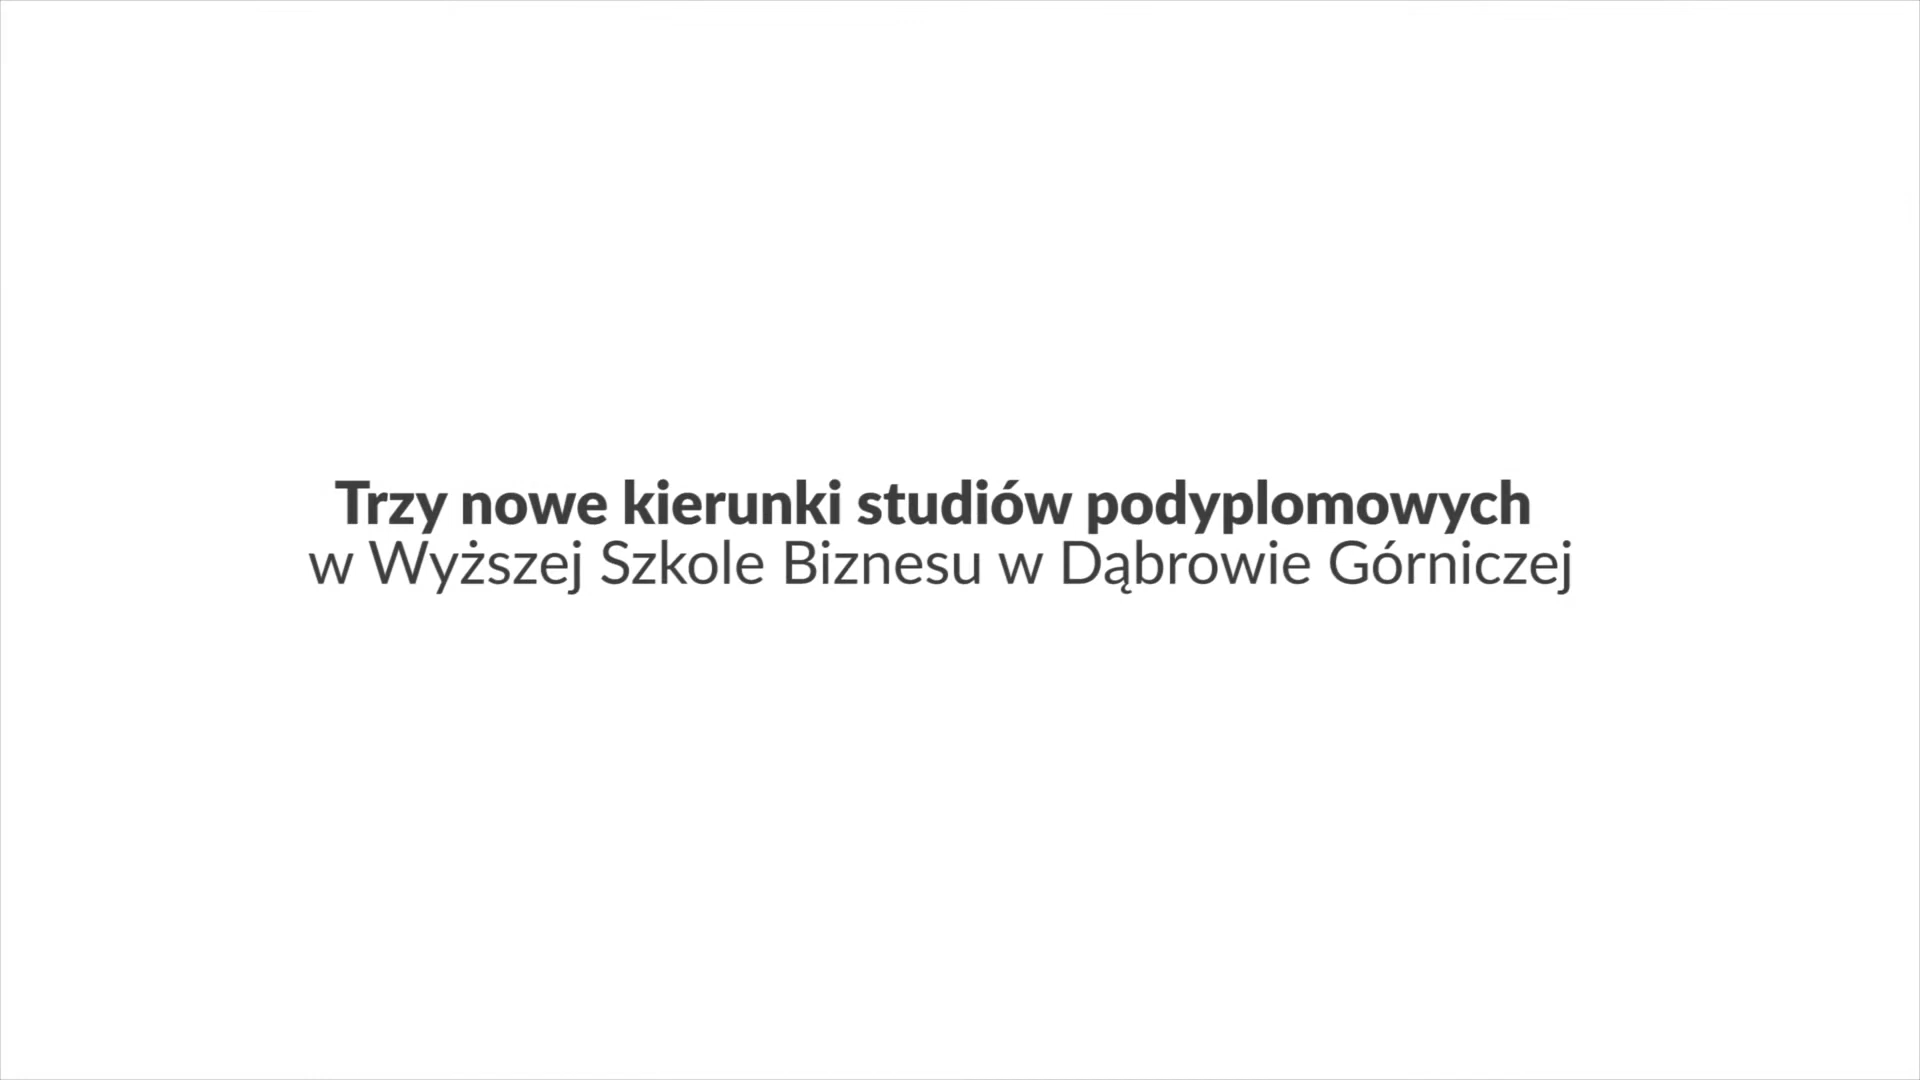 Trzy nowe kierunki studiów podyplomowych
w Wyższej Szkole Biznesu w Dąbrowie Górniczej